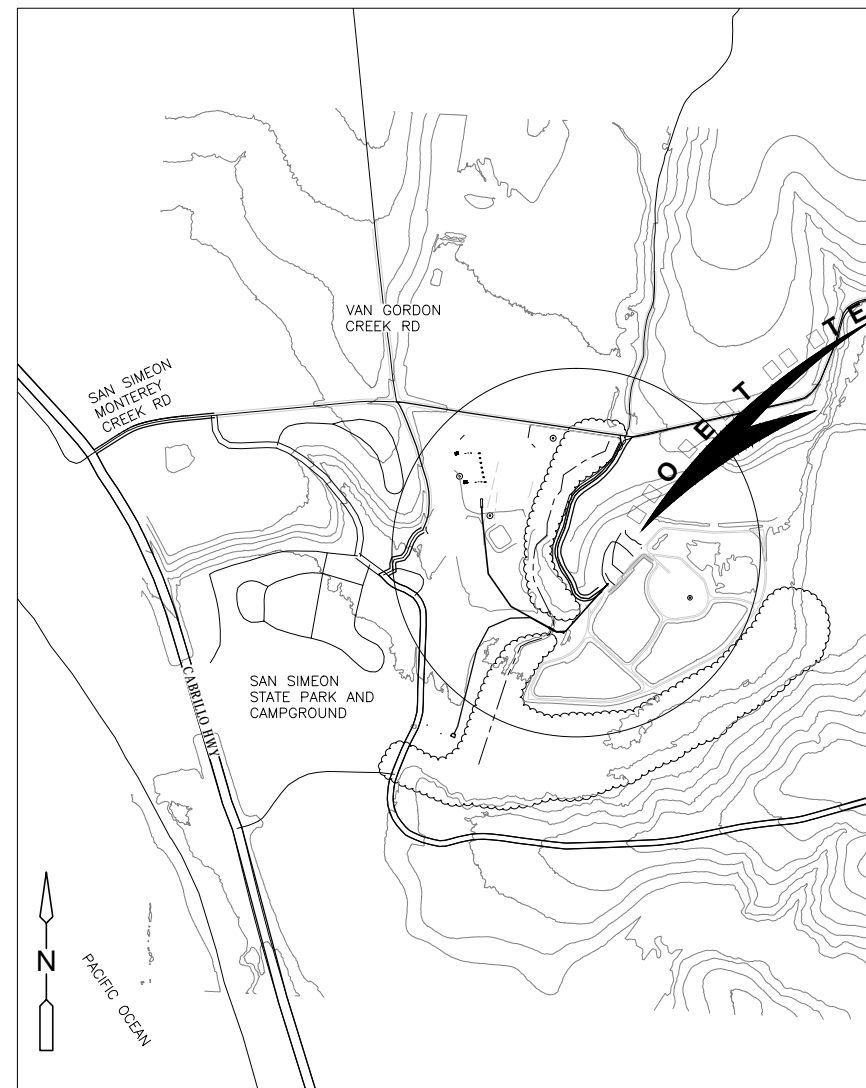 VAN GORDON
CREEK RD
SAN SIMEON
MONTEREY
CREEK RD
O E T T E
SAN SIMEON
STATE PARK AND
CAMPGROUND
CABRILLO HWY
N
PACIFIC OCEAN